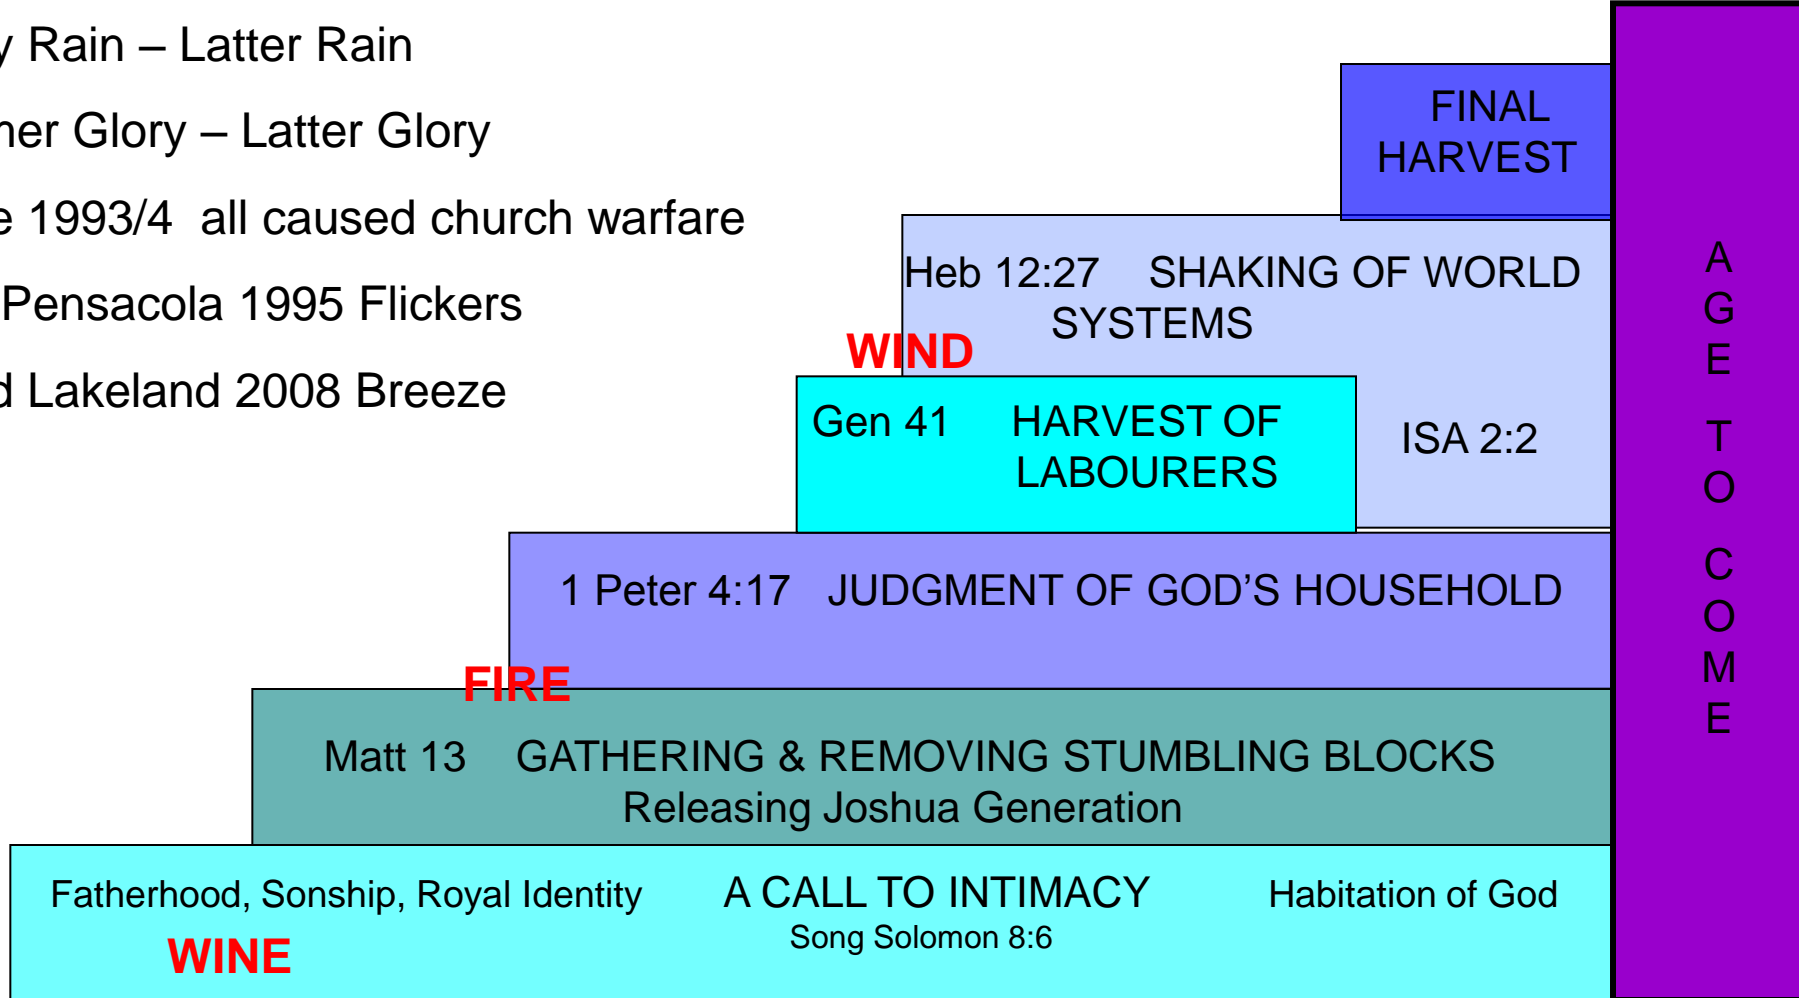 Rain – Latter Rain
Glory – Latter Glory
1993/4 all caused church warfare
Pensacola 1995 Flickers
Lakeland 2008 Breeze
FINAL
HARVEST
Heb 12:27 SHAKING OF WORLD
SYSTEMS
WIND
Gen 41 HARVEST OF
LABOURERS
ISA 2:2
1 Peter 4:17 JUDGMENT OF GOD’S HOUSEHOLD
FIRE
Matt 13 GATHERING & REMOVING STUMBLING BLOCKS
Releasing Joshua Generation
Fatherhood, Sonship, Royal Identity A CALL TO INTIMACY Habitation of God
Song Solomon 8:6
WINE
A
G
E
T
O
C
O
M
E